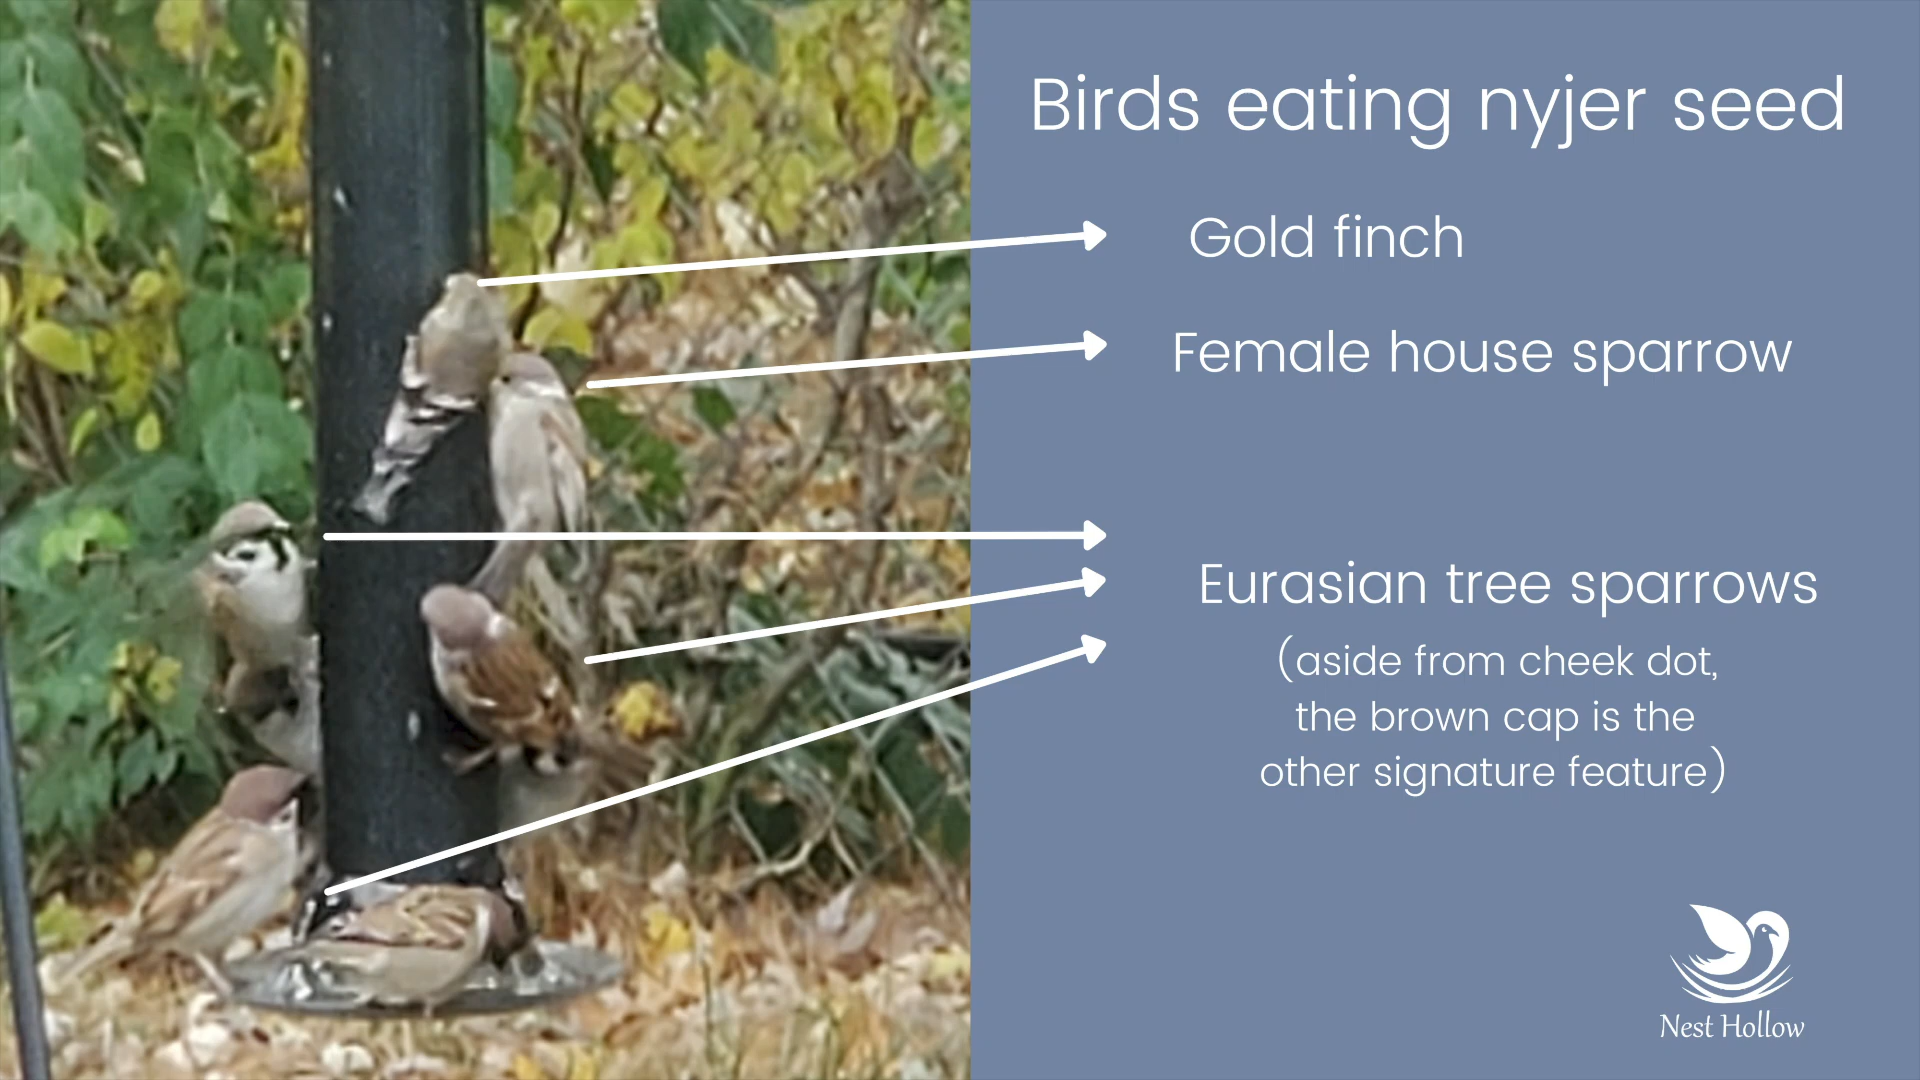 Birds eating nyjer seed
Gold finch
Female house sparrow
Eurasian tree sparrows
(aside from cheek dot,
the brown cap is the
other signature feature)
Nest Hollow